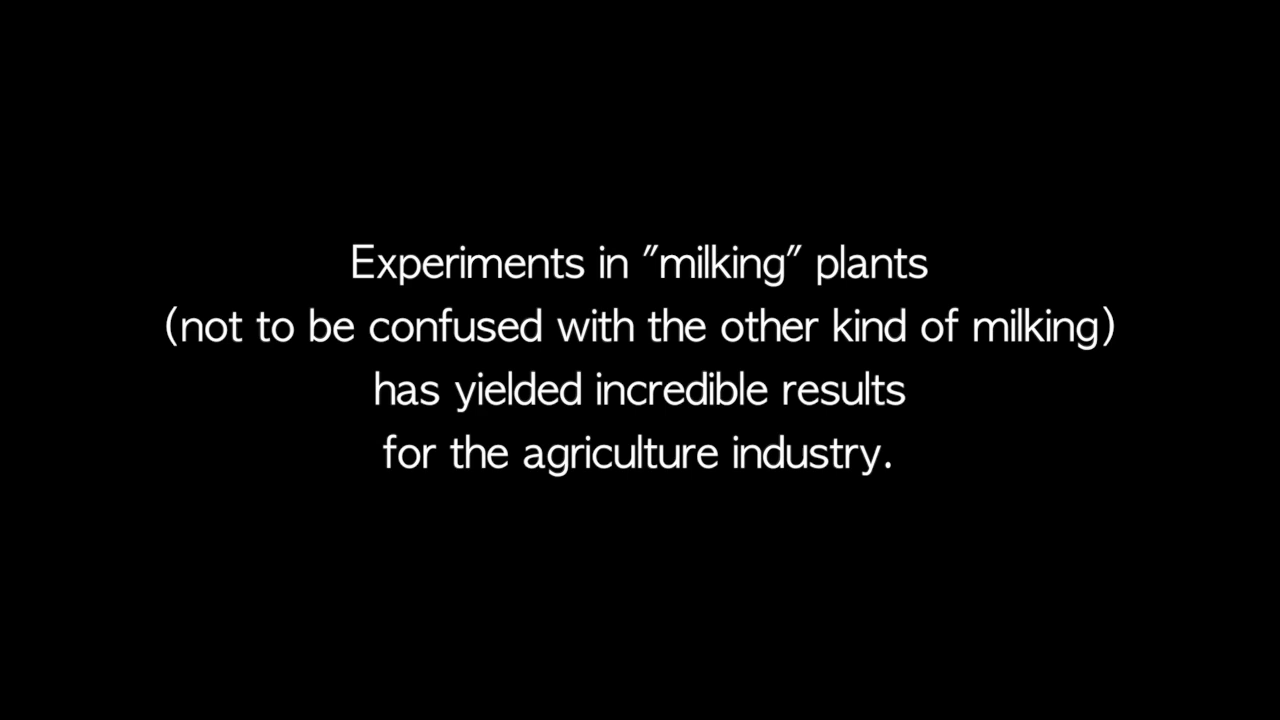 Experiments in "milking" plants
(not to be confused with the other kind of milking)
has yielded incredible results
for the agriculture industry.